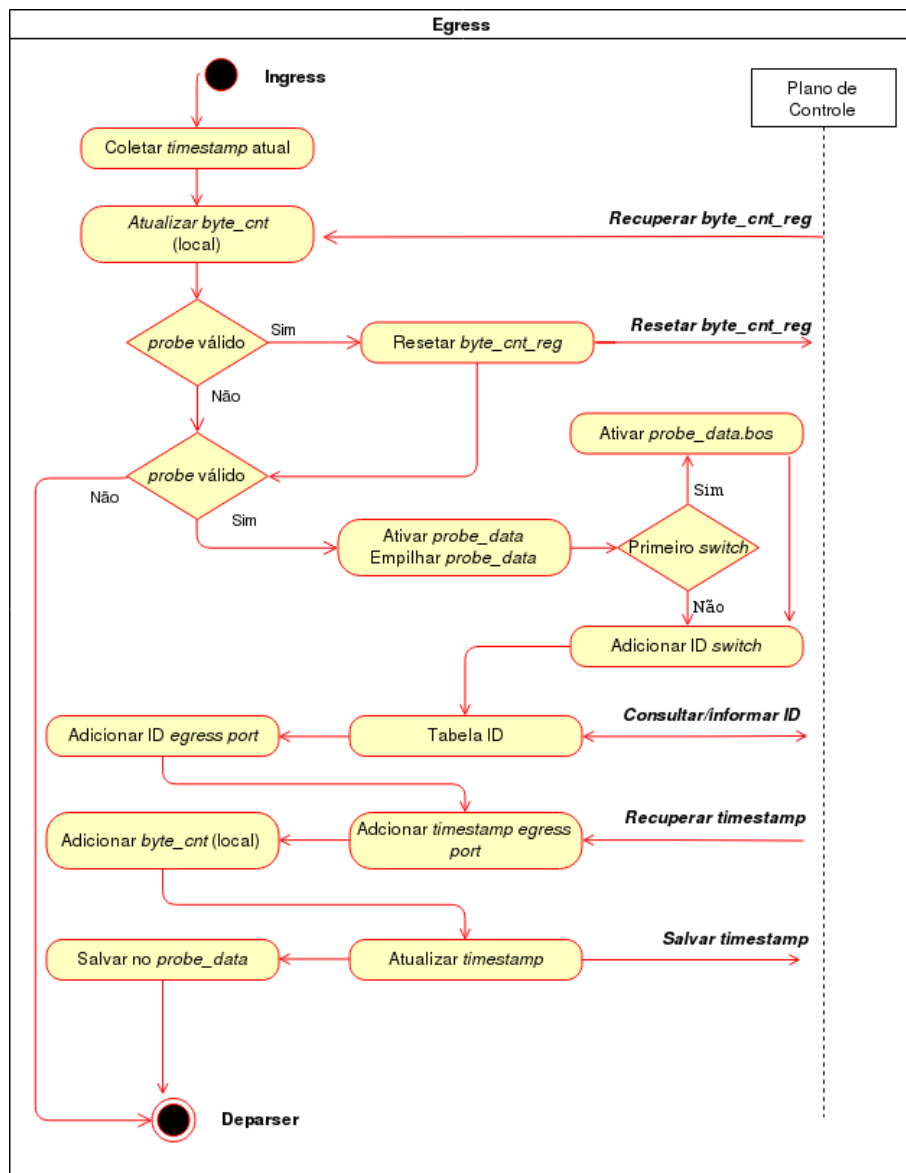 Egress
Ingress
Plano de
Controle
Coletar timestamp atual
Atualizar byte_cnt
(local)
Recuperar byte_cnt_reg
probe válido
Sim
Resetar byte_cnt_reg
Resetar byte_cnt_reg
Não
Ativar probe_data.bos
probe válido
Não
Sim
Sim
Ativar probe_data
Empilhar probe_data
Primeiro switch
Não
Adicionar ID switch
Consultar/informar ID
Adicionar ID egress port
Tabela ID
Recuperar timestamp
Adicionar byte_cnt (local)
Adcionar timestamp egress
port
Salvar timestamp
Salvar no probe_data
Atualizar timestamp
Deparser